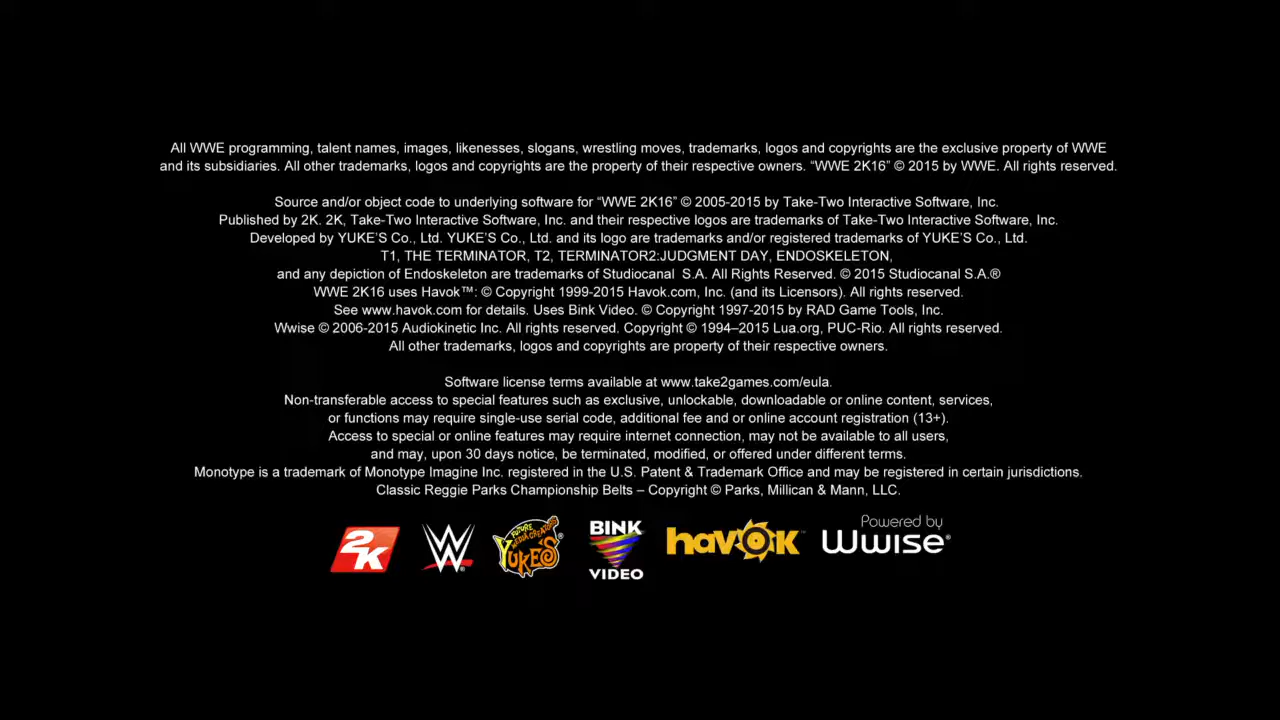 All WWE programming, talent names, images, likenesses, slogans, wrestling moves, trademarks, logos and copyrights are the exclusive property of WWE
and its subsidiaries. All other trademarks, logos and copyrights are the property of their respective owners. “WWE 2K16” © 2015 by WWE. All rights reserved.
Source and/or object code to underlying software for “WWE 2K16” © 2005-2015 by Take-Two Interactive Software, Inc.
Published by 2K. 2K, Take-Two Interactive Software, Inc. and their respective logos are trademarks of Take-Two Interactive Software, Inc.
Developed by YUKE'S Co., Ltd. YUKE'S Co., Ltd. and its logo are trademarks and/or registered trademarks of YUKE'S Co., Ltd.
T1, THE TERMINATOR, T2, TERMINATOR2:JUDGMENT DAY, ENDOSKELETON,
and any depiction of Endoskeleton are trademarks of Studiocanal S.A. All Rights Reserved. © 2015 Studiocanal S.A.®
WWE 2K16 uses Havok™: © Copyright 1999-2015 Havok.com, Inc. (and its Licensors). All rights reserved.
See www.havok.com for details. Uses Bink Video. © Copyright 1997-2015 by RAD Game Tools, Inc.
Wwise © 2006-2015 Audiokinetic Inc. All rights reserved. Copyright © 1994–2015 Lua.org, PUC-Rio. All rights reserved.
All other trademarks, logos and copyrights are property of their respective owners.
Software license terms available at www.take2games.com/eula.
Non-transferable access to special features such as exclusive, unlockable, downloadable or online content, services,
or functions may require single-use serial code, additional fee and or online account registration (13+).
Access to special or online features may require internet connection, may not be available to all users,
and may, upon 30 days notice, be terminated, modified, or offered under different terms.
Monotype is a trademark of Monotype Imagine Inc. registered in the U.S. Patent & Trademark Office and may be registered in certain jurisdictions.
Classic Reggie Parks Championship Belts – Copyright © Parks, Millican & Mann, LLC.
2K
W
FUTURE
MEDIA CREATORS
YUKE'S
BINK
VIDEO
havok™
Powered by
Wwise®